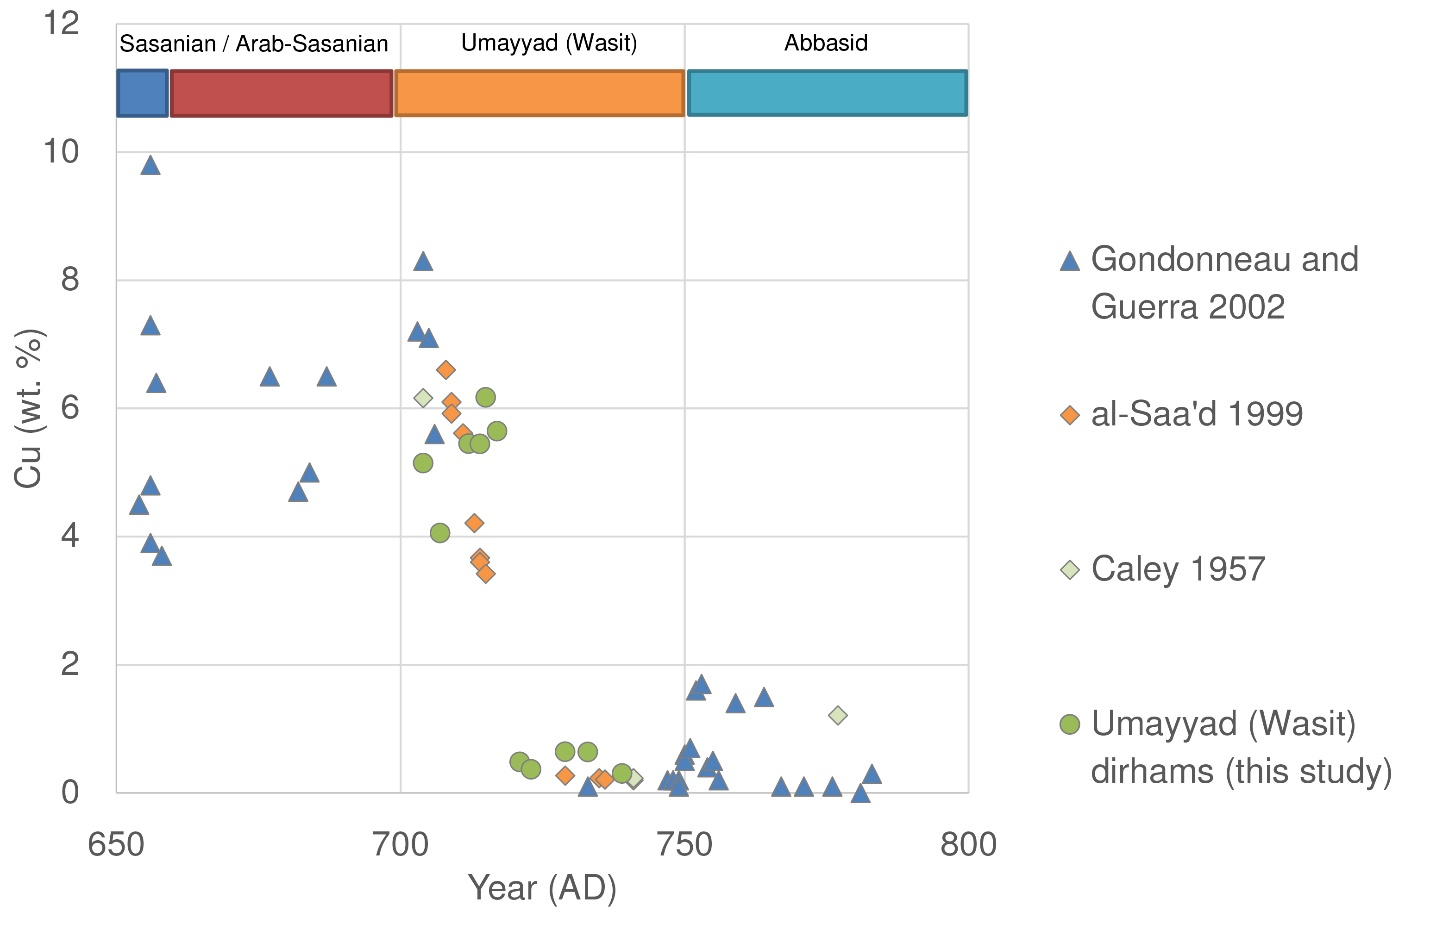 12
Sasanian / Arab-Sasanian
Umayyad (Wasit)
Abbasid
10
8
6
4
2
0
Cu (wt. %)
650
700
750
800
Year (AD)
Gondonneau and
Guerra 2002
al-Saa'd 1999
Caley 1957
Umayyad (Wasit)
dirhams (this study)